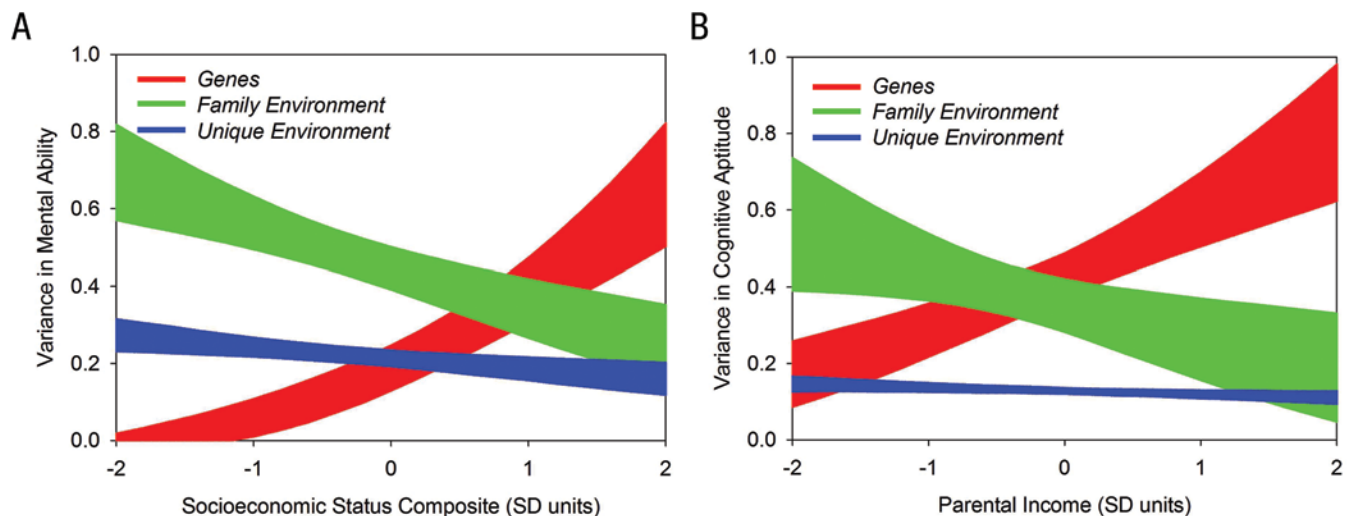 A
Variance in Mental Ability
1.0
0.8
0.6
0.4
0.2
0.0
Genes
Family Environment
Unique Environment
-2 -1 0 1 2
Socioeconomic Status Composite (SD units)
B
Variance in Cognitive Aptitude
1.0
0.8
0.6
0.4
0.2
0.0
Genes
Family Environment
Unique Environment
-2 -1 0 1 2
Parental Income (SD units)